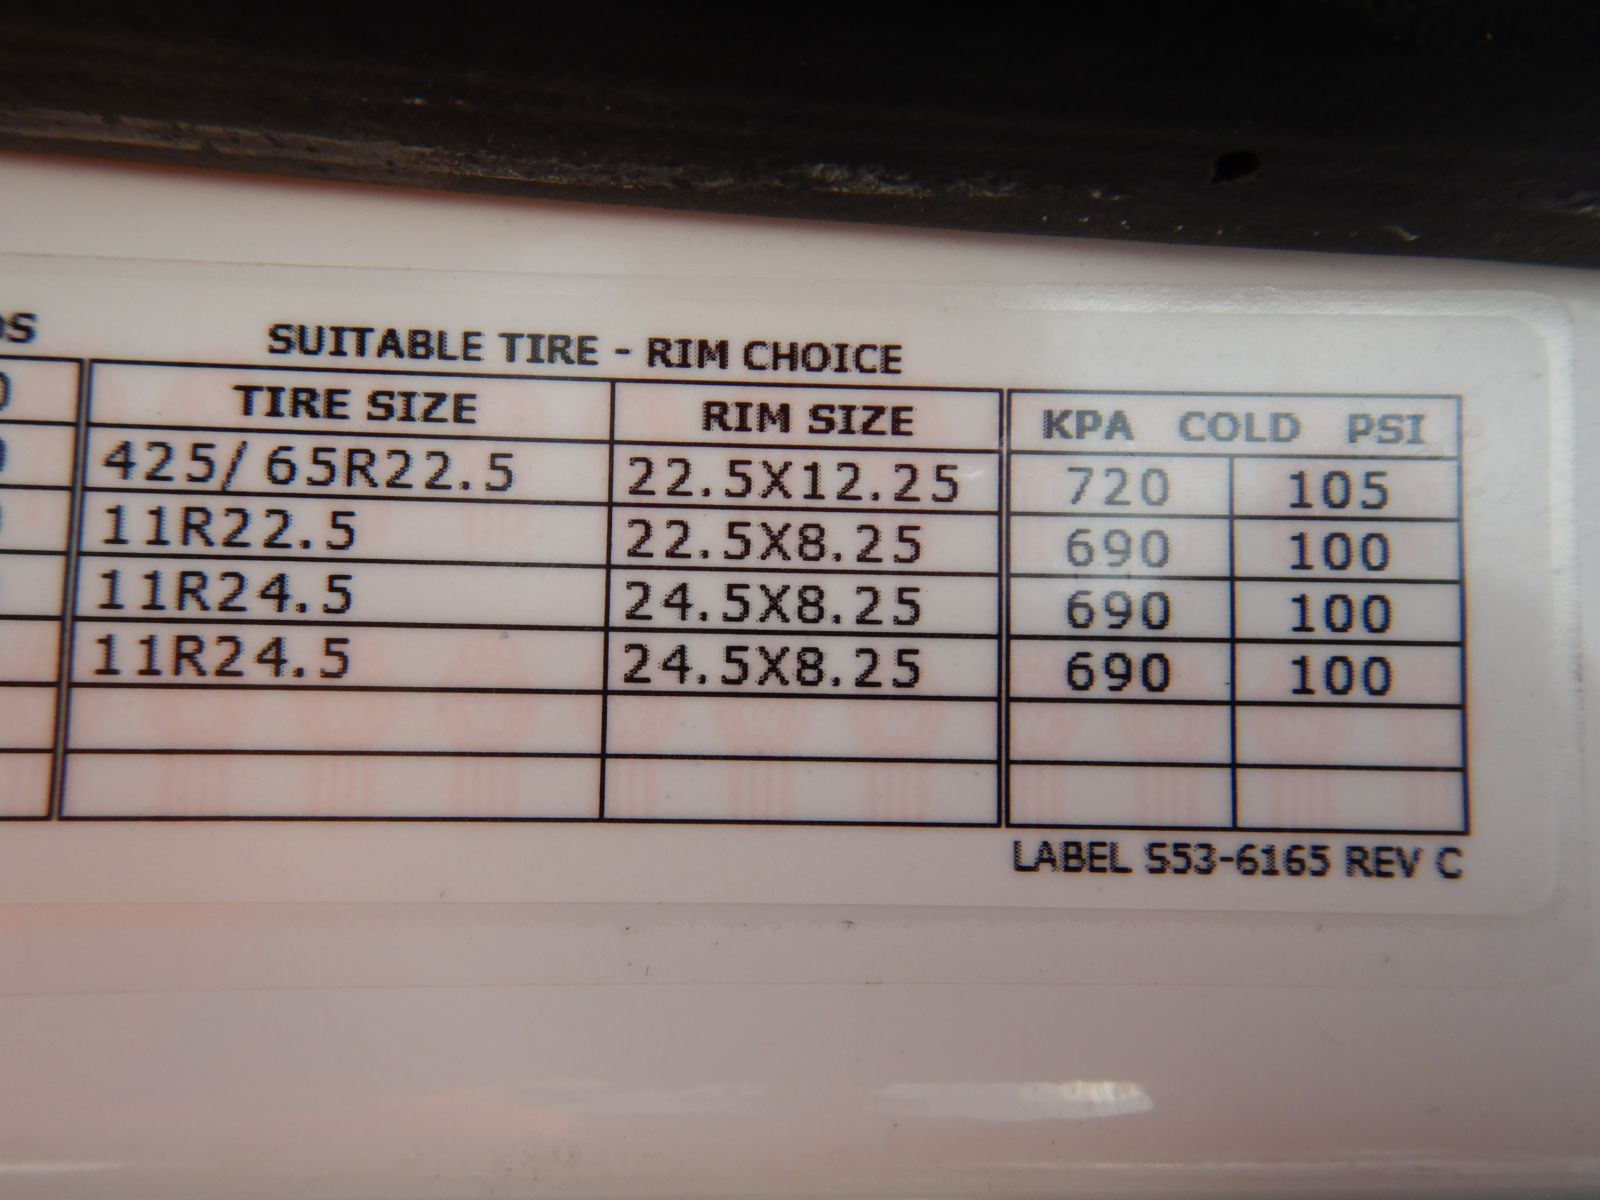 DS
SUITABLE TIRE - RIM CHOICE
TIRE SIZE RIM SIZE KPA COLD PSI
425/65R22.5 22.5X12.25 720 105
11R22.5 22.5X8.25 690 100
11R24.5 24.5X8.25 690 100
11R24.5 24.5X8.25 690 100
LABEL S53-6165 REV C